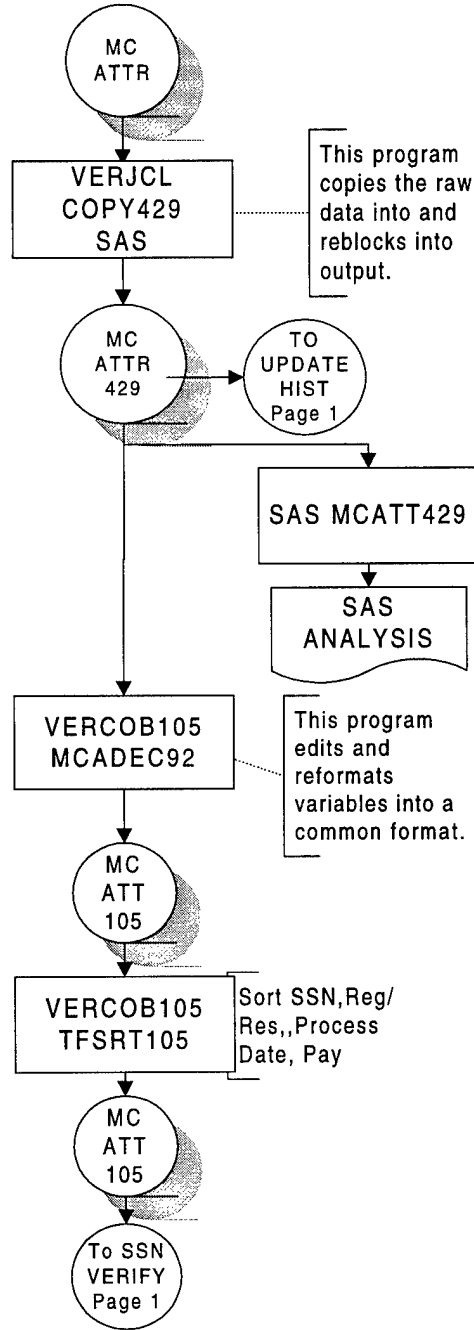 MC
ATTR
VERJCL
COPY429
SAS
This program
copies the raw
data into and
reblocks into
output.
MC
ATTR
429
TO
UPDATE
HIST
Page 1
SAS MCATT429
SAS
ANALYSIS
VERCOB105
MCADEC92
This program
edits and
reformats
variables into a
common format.
MC
ATT
105
VERCOB105
TFSRT105
Sort SSN,Reg/
Res,,Process
Date, Pay
MC
ATT
105
To SSN
VERIFY
Page 1